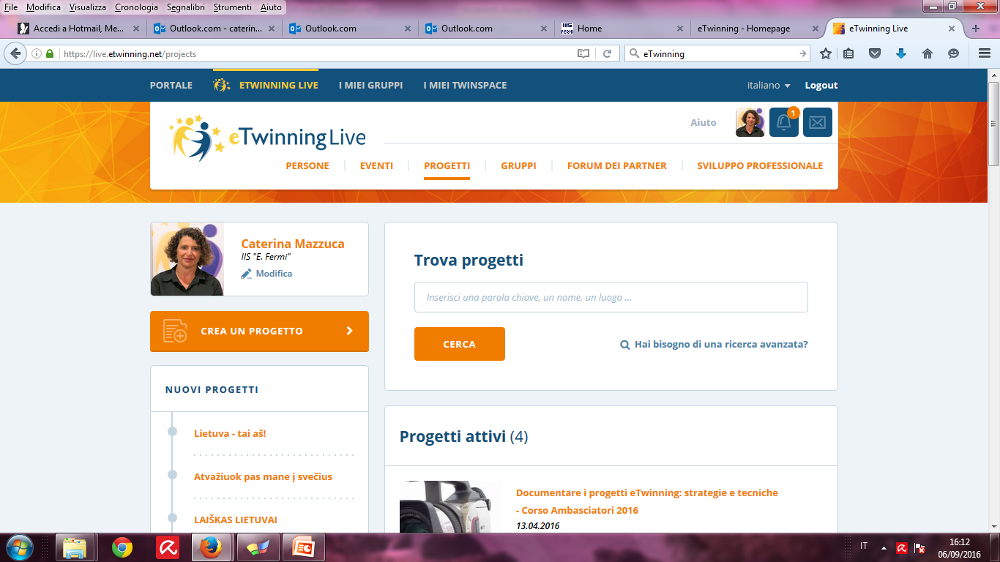 File Modifica Visualizza Cronologia Segnalibri Strumenti Aiuto
Accedi a Hotmail, Me... Outlook.com - caterin... Outlook.com Outlook.com IIS FERMI Home eTwinning - Homepage eTwinning Live
https://live.etwinning.net/projects eTwinning
PORTALE ETWINNING LIVE I MIEI GRUPPI I MIEI TWINSPACE italiano Logout
eTwinning Live
Aiuto 1
PERSONE EVENTI PROGETTI GRUPPI FORUM DEI PARTNER SVILUPPO PROFESSIONALE
Caterina Mazzuca
IIS "E. Fermi"
Modifica
CREA UN PROGETTO
NUOVI PROGETTI
Lietuva - tai aš!
Atvažiuok pas mane į svečius
LAIŠKAS LIETUVAI
Trova progetti
Inserisci una parola chiave, un nome, un luogo ...
CERCA Hai bisogno di una ricerca avanzata?
Progetti attivi (4)
Documentare i progetti eTwinning: strategie e tecniche
- Corso Ambasciatori 2016
13.04.2016
IT 16:12
06/09/2016